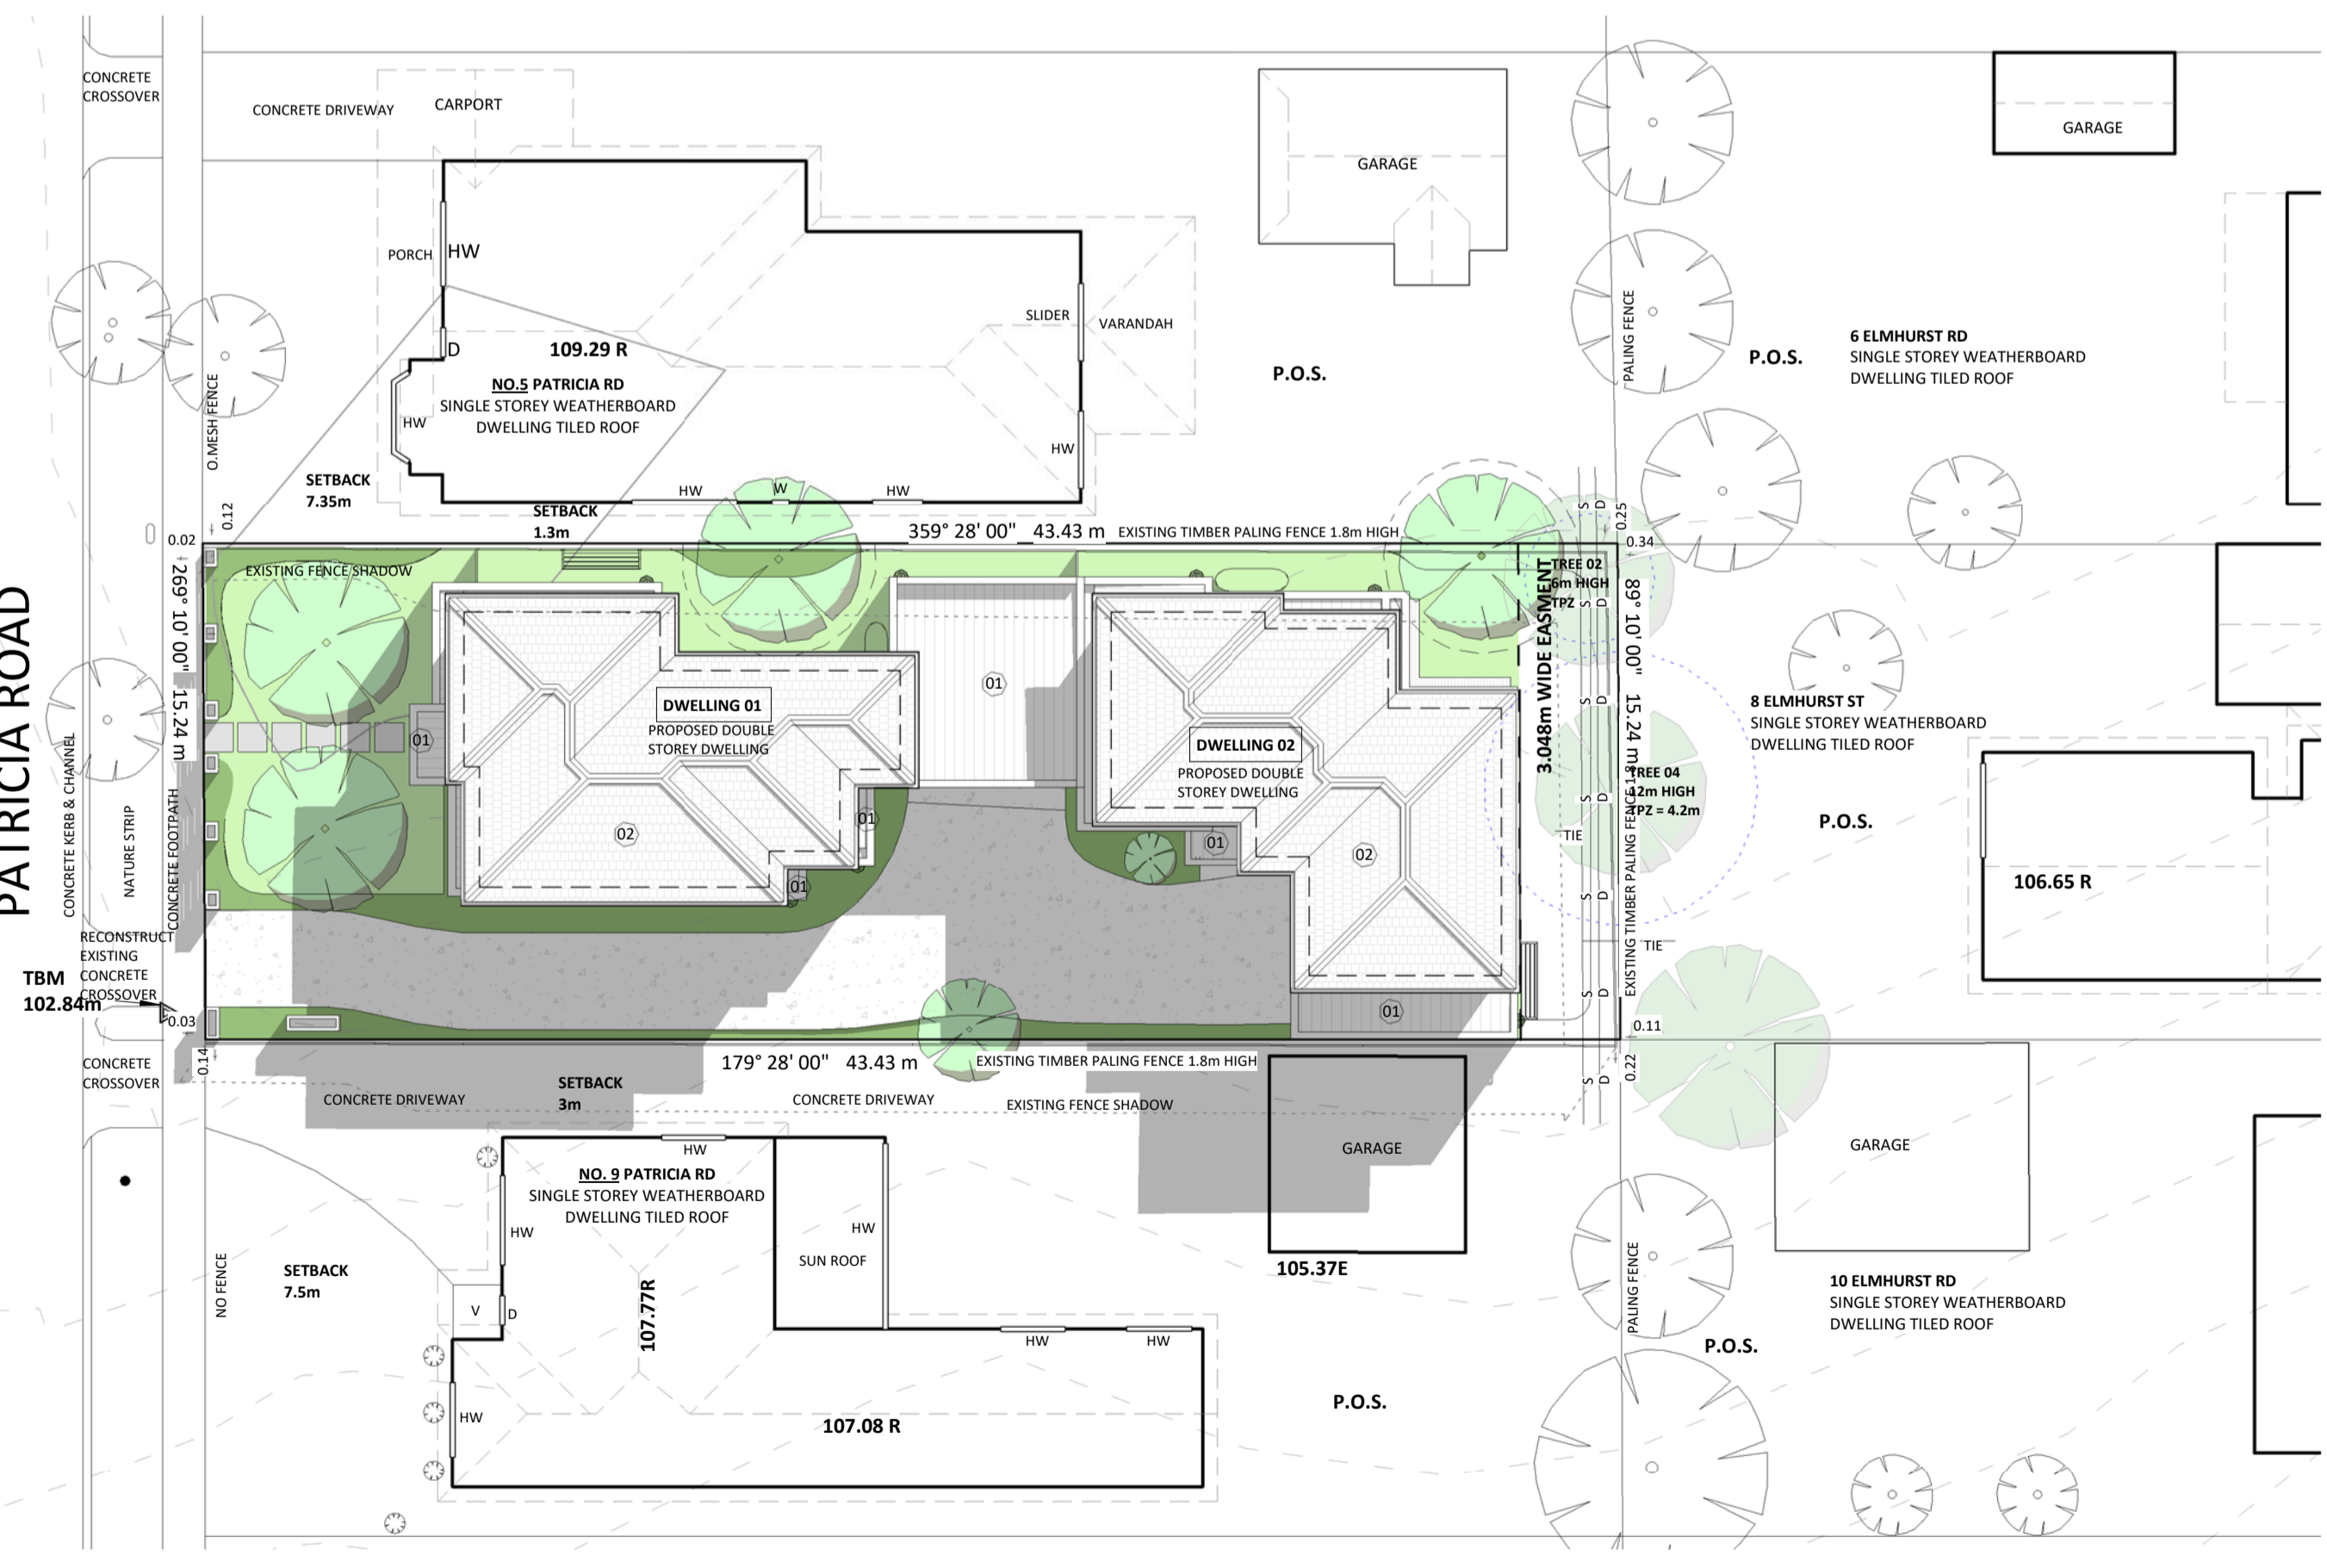 CONCRETE
CROSSOVER
CONCRETE DRIVEWAY
CARPORT
GARAGE
GARAGE
PORCH
HW
SLIDER
VARANDAH
D
109.29 R
NO.5 PATRICIA RD
SINGLE STOREY WEATHERBOARD
DWELLING TILED ROOF
HW
HW
P.O.S.
PALING FENCE
P.O.S.
6 ELMHURST RD
SINGLE STOREY WEATHERBOARD
DWELLING TILED ROOF
O.MESH FENCE
SETBACK
7.35m
HW
W
HW
SETBACK
1.3m
359° 28' 00"
43.43 m
EXISTING TIMBER PALING FENCE 1.8m HIGH
0.12
0.02
S
D
0.25
0.34
PATRICIA ROAD
269° 10' 00"
15.24 m
EXISTING FENCE SHADOW
3.048m WIDE EASMENT
TREE 02
6m HIGH
TPZ
S
D
89° 10' 00"
15.24 m
01
DWELLING 01
PROPOSED DOUBLE
STOREY DWELLING
01
DWELLING 02
PROPOSED DOUBLE
STOREY DWELLING
S
D
8 ELMHURST ST
SINGLE STOREY WEATHERBOARD
DWELLING TILED ROOF
TREE 04
12m HIGH
TPZ = 4.2m
S
D
CONCRETE KERB & CHANNEL
NATURE STRIP
CONCRETE FOOTPATH
02
01
01
01
02
TIE
EXISTING TIMBER PALING FENCE 1.8
P.O.S.
106.65 R
S
D
TIE
RECONSTRUCT
EXISTING
CONCRETE
CROSSOVER
TBM
102.84m
0.03
01
S
D
0.11
CONCRETE
CROSSOVER
0.14
179° 28' 00"
43.43 m
EXISTING TIMBER PALING FENCE 1.8m HIGH
S
D
0.22
CONCRETE DRIVEWAY
SETBACK
3m
CONCRETE DRIVEWAY
EXISTING FENCE SHADOW
HW
NO. 9 PATRICIA RD
SINGLE STOREY WEATHERBOARD
DWELLING TILED ROOF
GARAGE
GARAGE
HW
HW
SUN ROOF
105.37E
NO FENCE
SETBACK
7.5m
V
D
107.77R
HW
HW
PALING FENCE
10 ELMHURST RD
SINGLE STOREY WEATHERBOARD
DWELLING TILED ROOF
P.O.S.
HW
107.08 R
P.O.S.